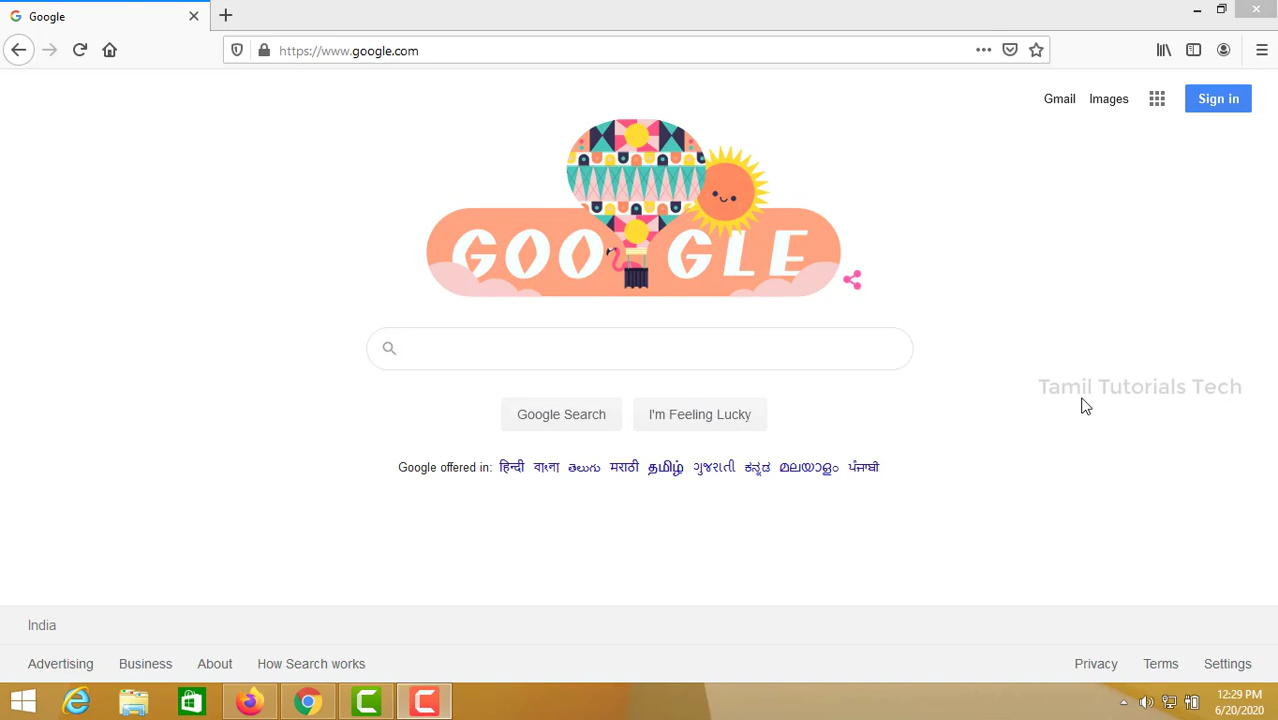 Google
https://www.google.com
Gmail Images Sign in
GOOGLE
Tamil Tutorials Tech
Google Search I'm Feeling Lucky
Google offered in: हिन्दी বাংলা తెలుగు मराठी தமிழ் ગુજરાતી ಕನ್ನಡ മലയാളം ਪੰਜਾਬੀ
India
Advertising Business About How Search works Privacy Terms Settings
12:29 PM
6/20/2020